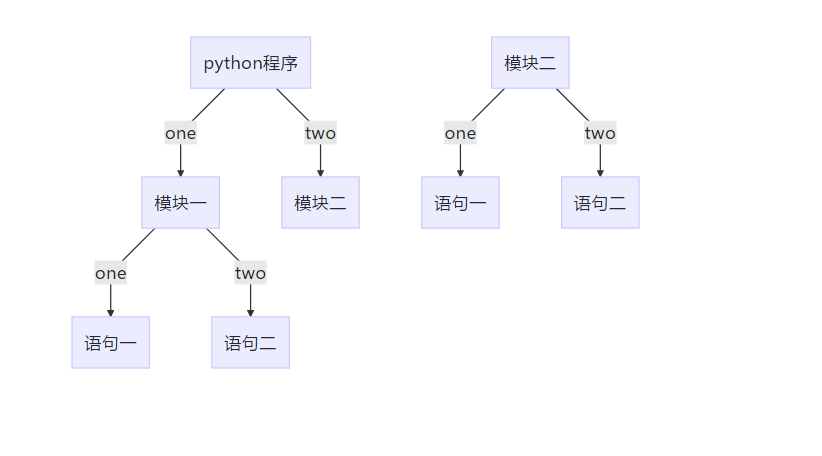 python程序
模块二
one
two
one
two
模块一
模块二
语句一
语句二
one
two
语句一
语句二